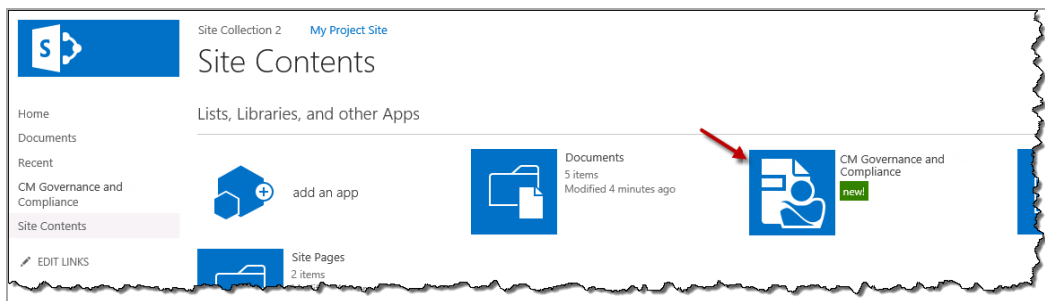 S
Site Collection 2 My Project Site
Site Contents
Home
Documents
Recent
CM Governance and
Compliance
Site Contents
EDIT LINKS
Lists, Libraries, and other Apps
add an app
Documents
5 items
Modified 4 minutes ago
CM Governance and
Compliance
new!
Site Pages
2 items